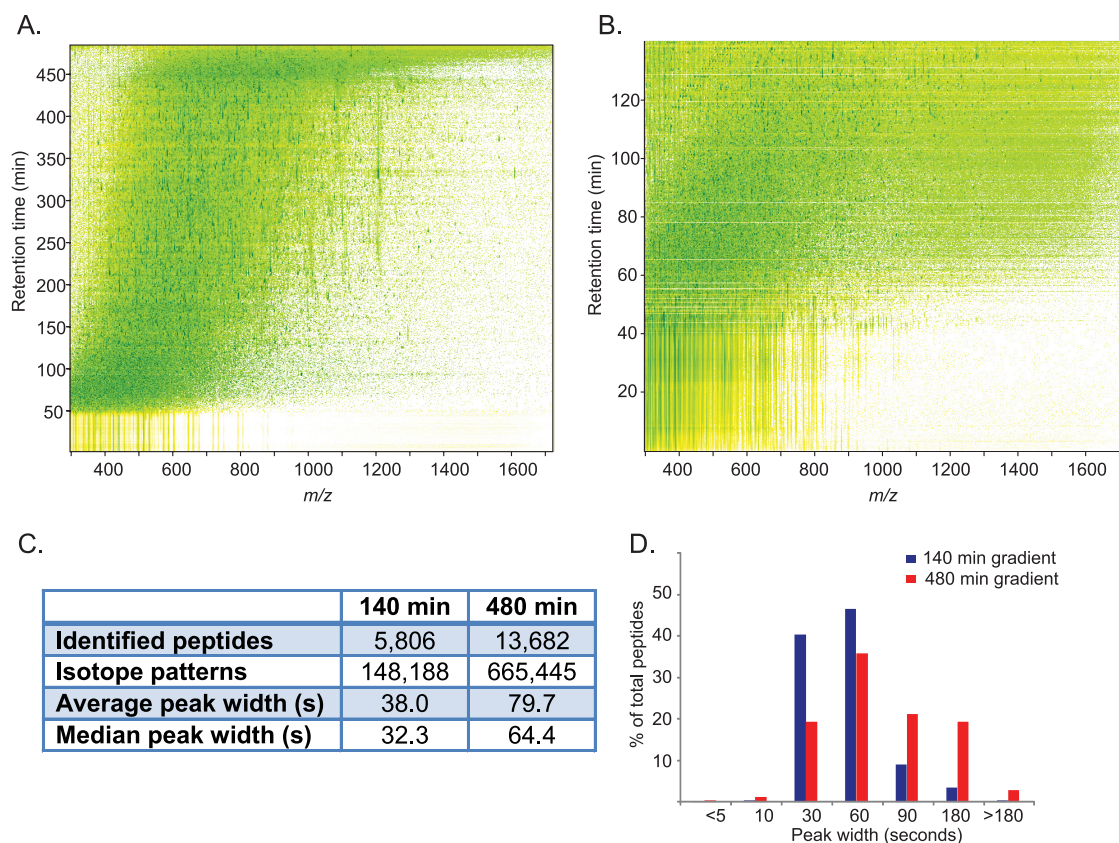 A.
Retention time (min)
450
400
350
300
250
200
150
100
50
400 600 800 1000 1200 1400 1600
m/z
B.
Retention time (min)
120
100
80
60
40
20
400 600 800 1000 1200 1400 1600
m/z
C.
140 min 480 min
Identified peptides 5,806 13,682
Isotope patterns 148,188 665,445
Average peak width (s) 38.0 79.7
Median peak width (s) 32.3 64.4
D.
140 min gradient
480 min gradient
% of total peptides
50
40
30
20
10
<5 10 30 60 90 180 >180
Peak width (seconds)